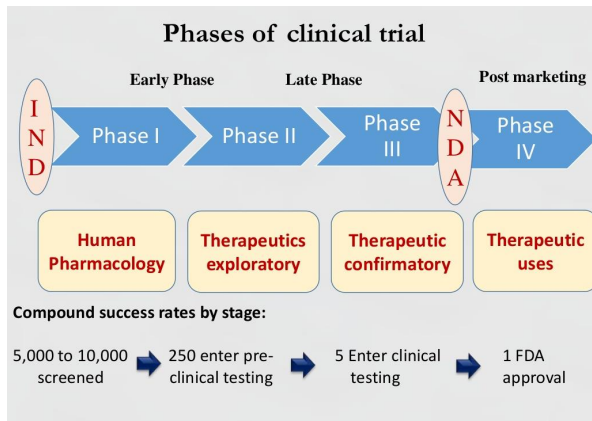 Phases of clinical trial
Early Phase
Late Phase
Post marketing
I
N
D
Phase I
Phase II
Phase
III
N
D
A
Phase
IV
Human
Pharmacology
Therapeutics
exploratory
Therapeutic
confirmatory
Therapeutic
uses
Compound success rates by stage:
5,000 to 10,000
screened
250 enter pre-
clinical testing
5 Enter clinical
testing
1 FDA
approval